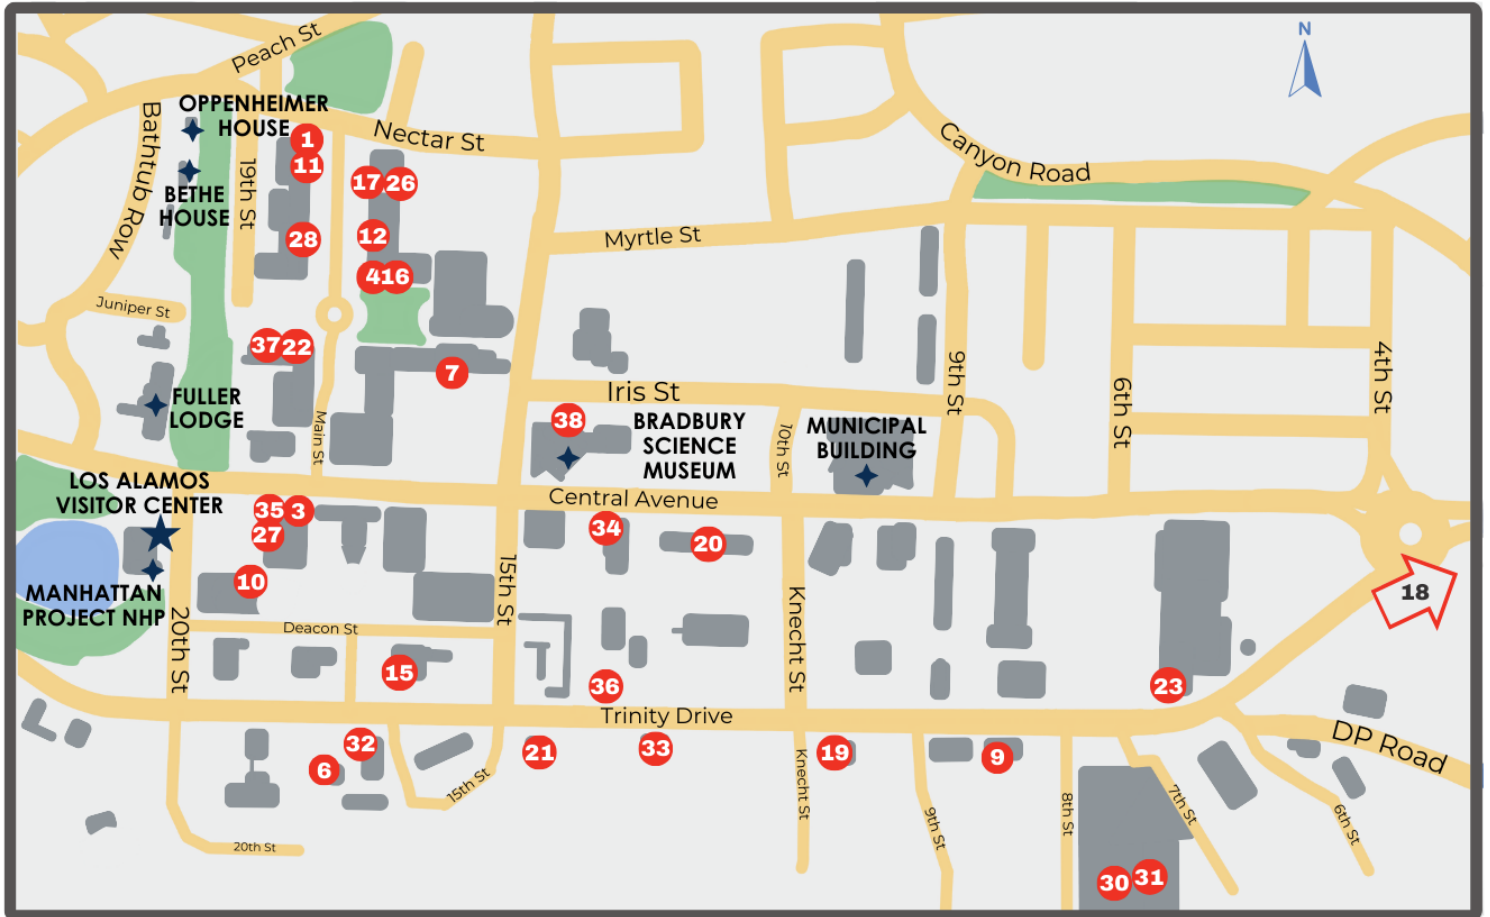 N
Peach St
OPPENHEIMER
HOUSE
Nectar St
Canyon Road
Bathtub Row
19th St
1
11
17
26
BETHE
HOUSE
28
12
Myrtle St
4
16
Juniper St
37
22
7
FULLER
LODGE
Main St
Iris St
38
BRADBURY
SCIENCE
MUSEUM
10th St
MUNICIPAL
BUILDING
9th St
6th St
4th St
LOS ALAMOS
VISITOR CENTER
Central Avenue
35
3
27
34
20
10
15th St
MANHATTAN
PROJECT NHP
18
20th St
Deacon St
Knecht St
15
36
23
Trinity Drive
DP Road
32
6
21
33
19
9
15th St
Knecht St
9th St
8th St
7th St
6th St
20th St
30
31